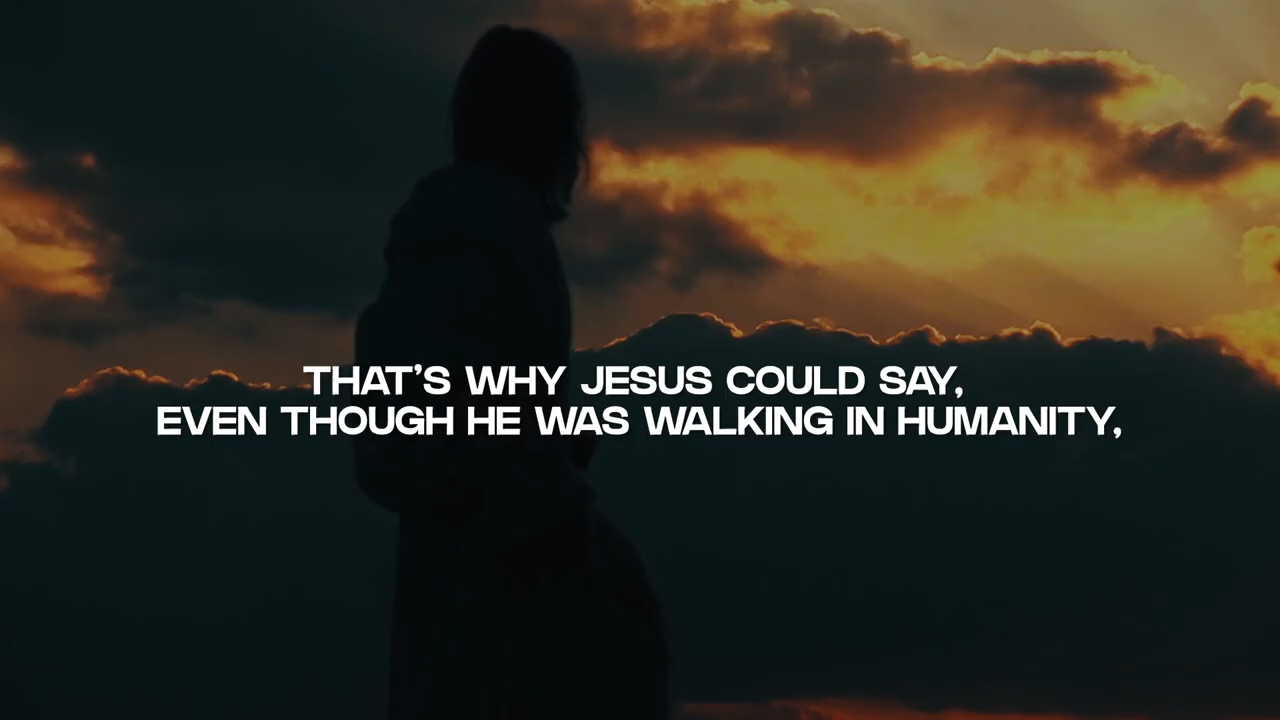 THAT'S WHY JESUS COULD SAY,
EVEN THOUGH HE WAS WALKING IN HUMANITY,